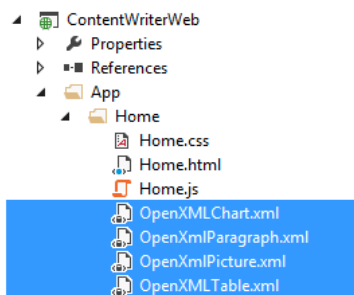 ContentWriterWeb
Properties
References
App
Home
Home.css
Home.html
Home.js
OpenXMLChart.xml
OpenXmlParagraph.xml
OpenXmlPicture.xml
OpenXMLTable.xml